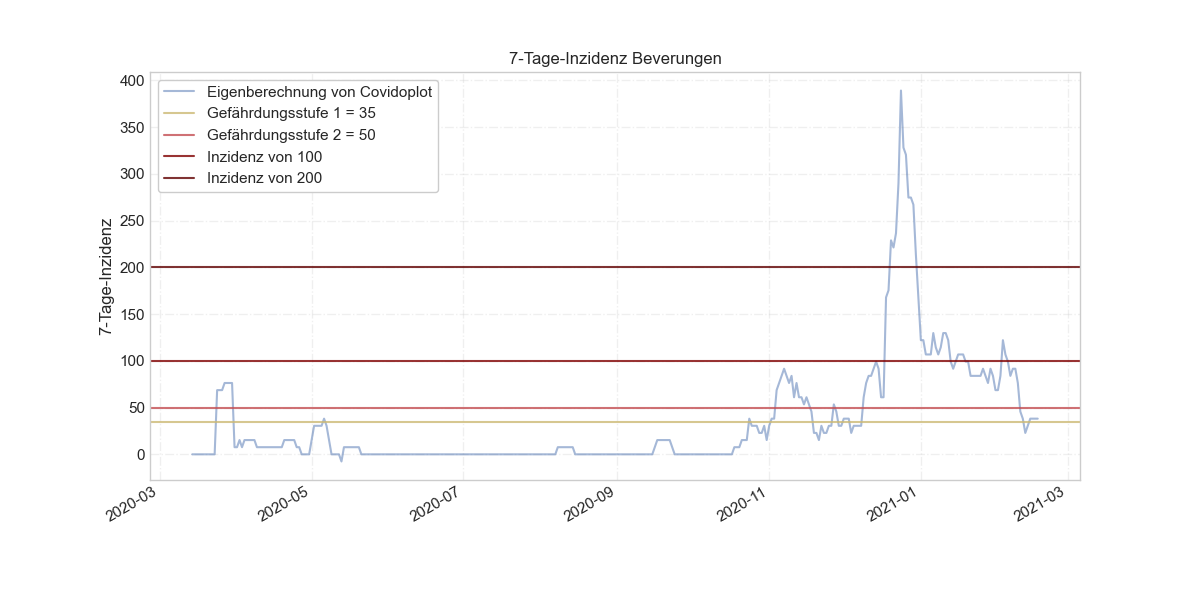 7-Tage-Inzidenz Beverungen
400
350
300
250
200
150
100
50
0
7-Tage-Inzidenz
Eigenberechnung von Covidoplot
Gefährdungsstufe 1 = 35
Gefährdungsstufe 2 = 50
Inzidenz von 100
Inzidenz von 200
2020-03
2020-05
2020-07
2020-09
2020-11
2021-01
2021-03